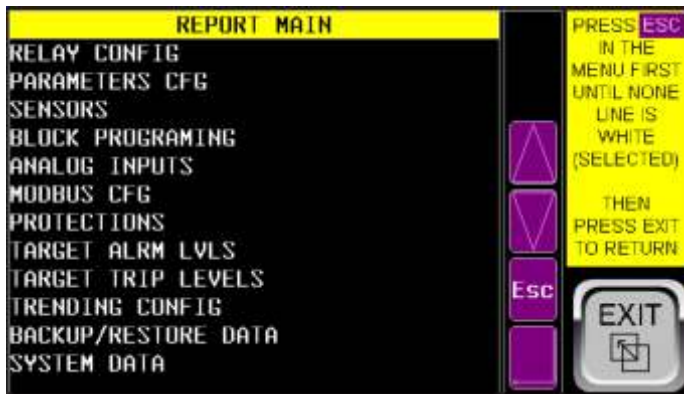 REPORT MAIN
RELAY CONFIG
PARAMETERS CFG
SENSORS
BLOCK PROGRAMING
ANALOG INPUTS
MODBUS CFG
PROTECTIONS
TARGET ALRM LVLS
TARGET TRIP LEVELS
TRENDING CONFIG
BACKUP/RESTORE DATA
SYSTEM DATA
Esc
PRESS ESC
IN THE
MENU FIRST
UNTIL NONE
LINE IS
WHITE
(SELECTED)
THEN
PRESS EXIT
TO RETURN
EXIT